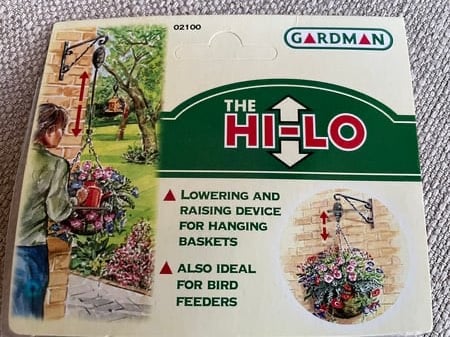 02100
GARDMAN
THE
HI-LO
LOWERING AND
RAISING DEVICE
FOR HANGING
BASKETS
ALSO IDEAL
FOR BIRD
FEEDERS